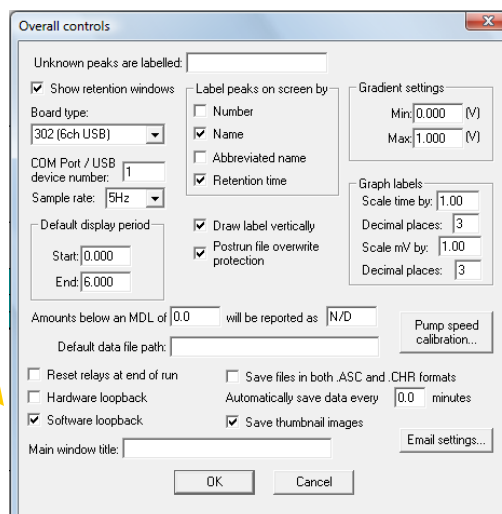 Overall controls
Unknown peaks are labelled:
Show retention windows
Board type:
302 (6ch USB)
COM Port / USB
device number: 1
Sample rate: 5Hz
Default display period
Start: 0.000
End: 6.000
Label peaks on screen by
Number
Name
Abbreviated name
Retention time
Draw label vertically
Postrun file overwrite
protection
Gradient settings
Min: 0.000 (V)
Max: 1.000 (V)
Graph labels
Scale time by: 1.00
Decimal places: 3
Scale mV by: 1.00
Decimal places: 3
Amounts below an MDL of 0.0 will be reported as N/D
Pump speed
calibration...
Default data file path:
Reset relays at end of run
Save files in both .ASC and .CHR formats
Hardware loopback
Automatically save data every 0.0 minutes
Software loopback
Save thumbnail images
Email settings...
Main window title:
OK
Cancel